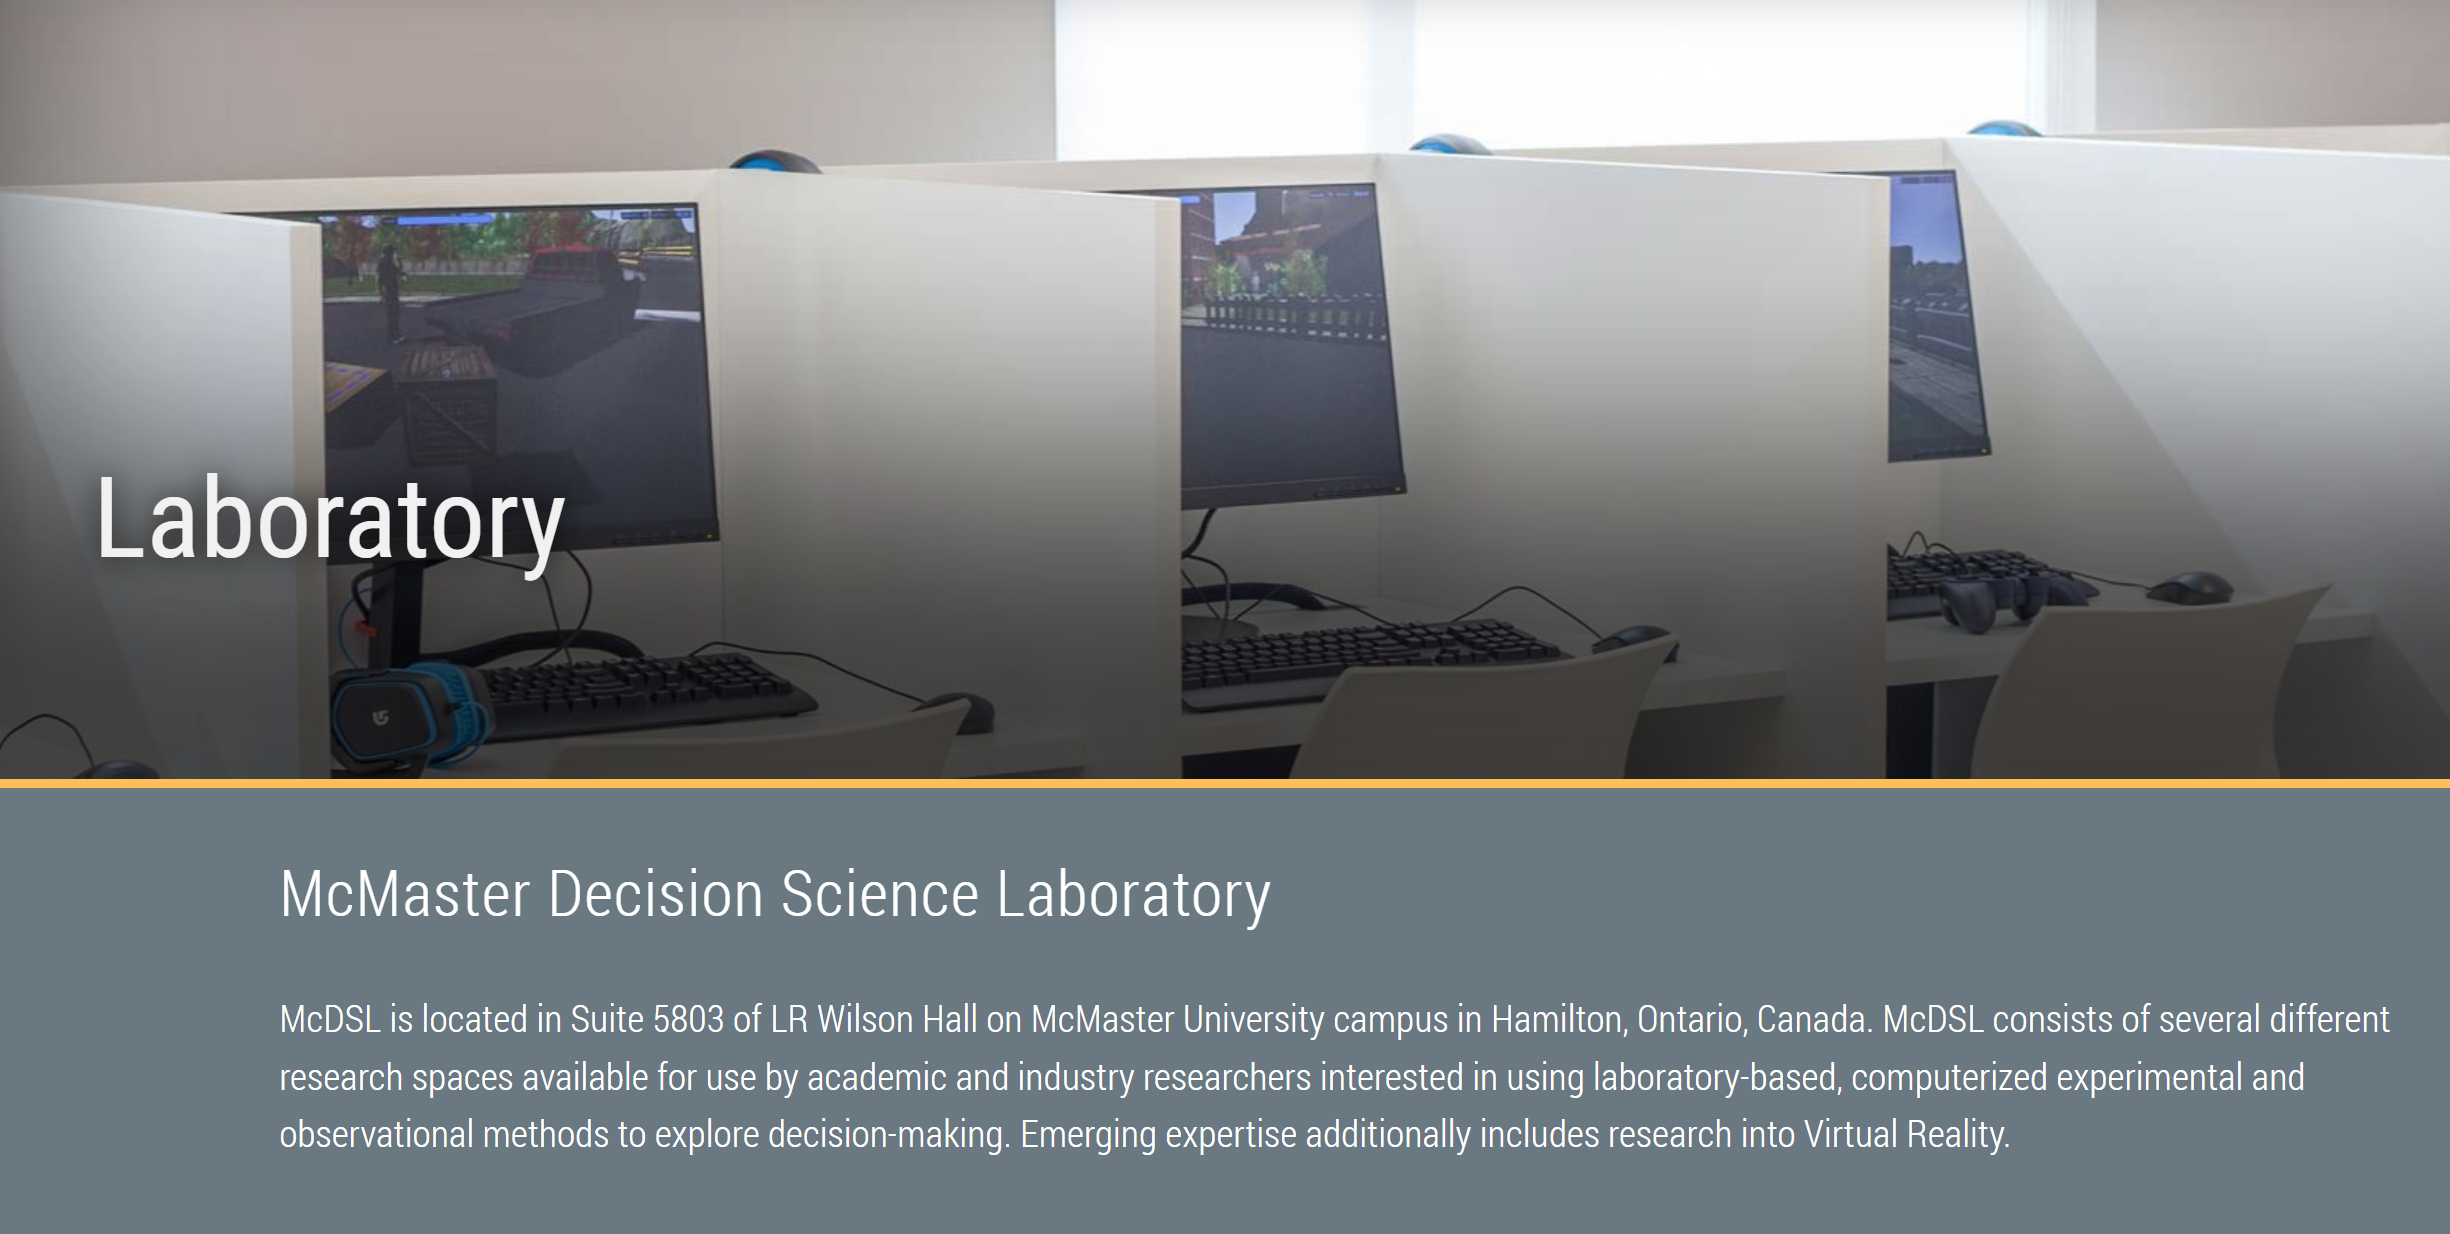 Laboratory
McMaster Decision Science Laboratory
McDSL is located in Suite 5803 of LR Wilson Hall on McMaster University campus in Hamilton, Ontario, Canada. McDSL consists of several different
research spaces available for use by academic and industry researchers interested in using laboratory-based, computerized experimental and
observational methods to explore decision-making. Emerging expertise additionally includes research into Virtual Reality.